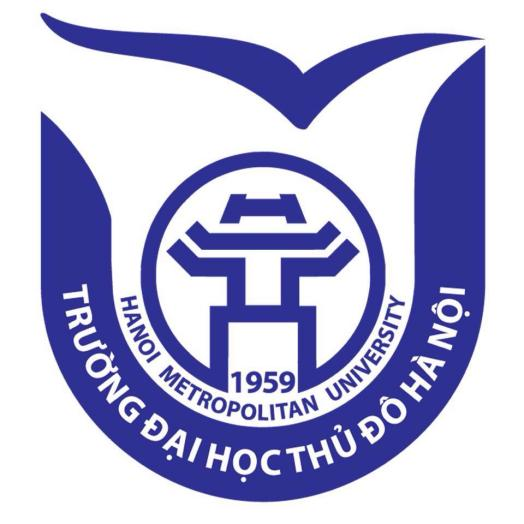 1959
HANOI METROPOLITAN UNIVERSITY
TRƯỜNG ĐẠI HỌC THỦ ĐÔ HÀ NỘI